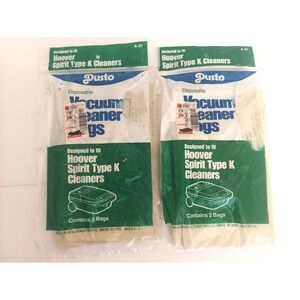 Designed to fit
Hoover
Spirit Type K Cleaners
A-27
Dusto
Disposable
Vacuum
Cleaner
Bags
Designed to fit
Hoover
Spirit Type K
Cleaners
Contains 2 Bags
Designed to fit
Hoover
Spirit Type K Cleaners
A-27
Dusto
Disposable
Vacuum
Cleaner
Bags
Designed to fit
Hoover
Spirit Type K
Cleaners
Contains 2 Bags